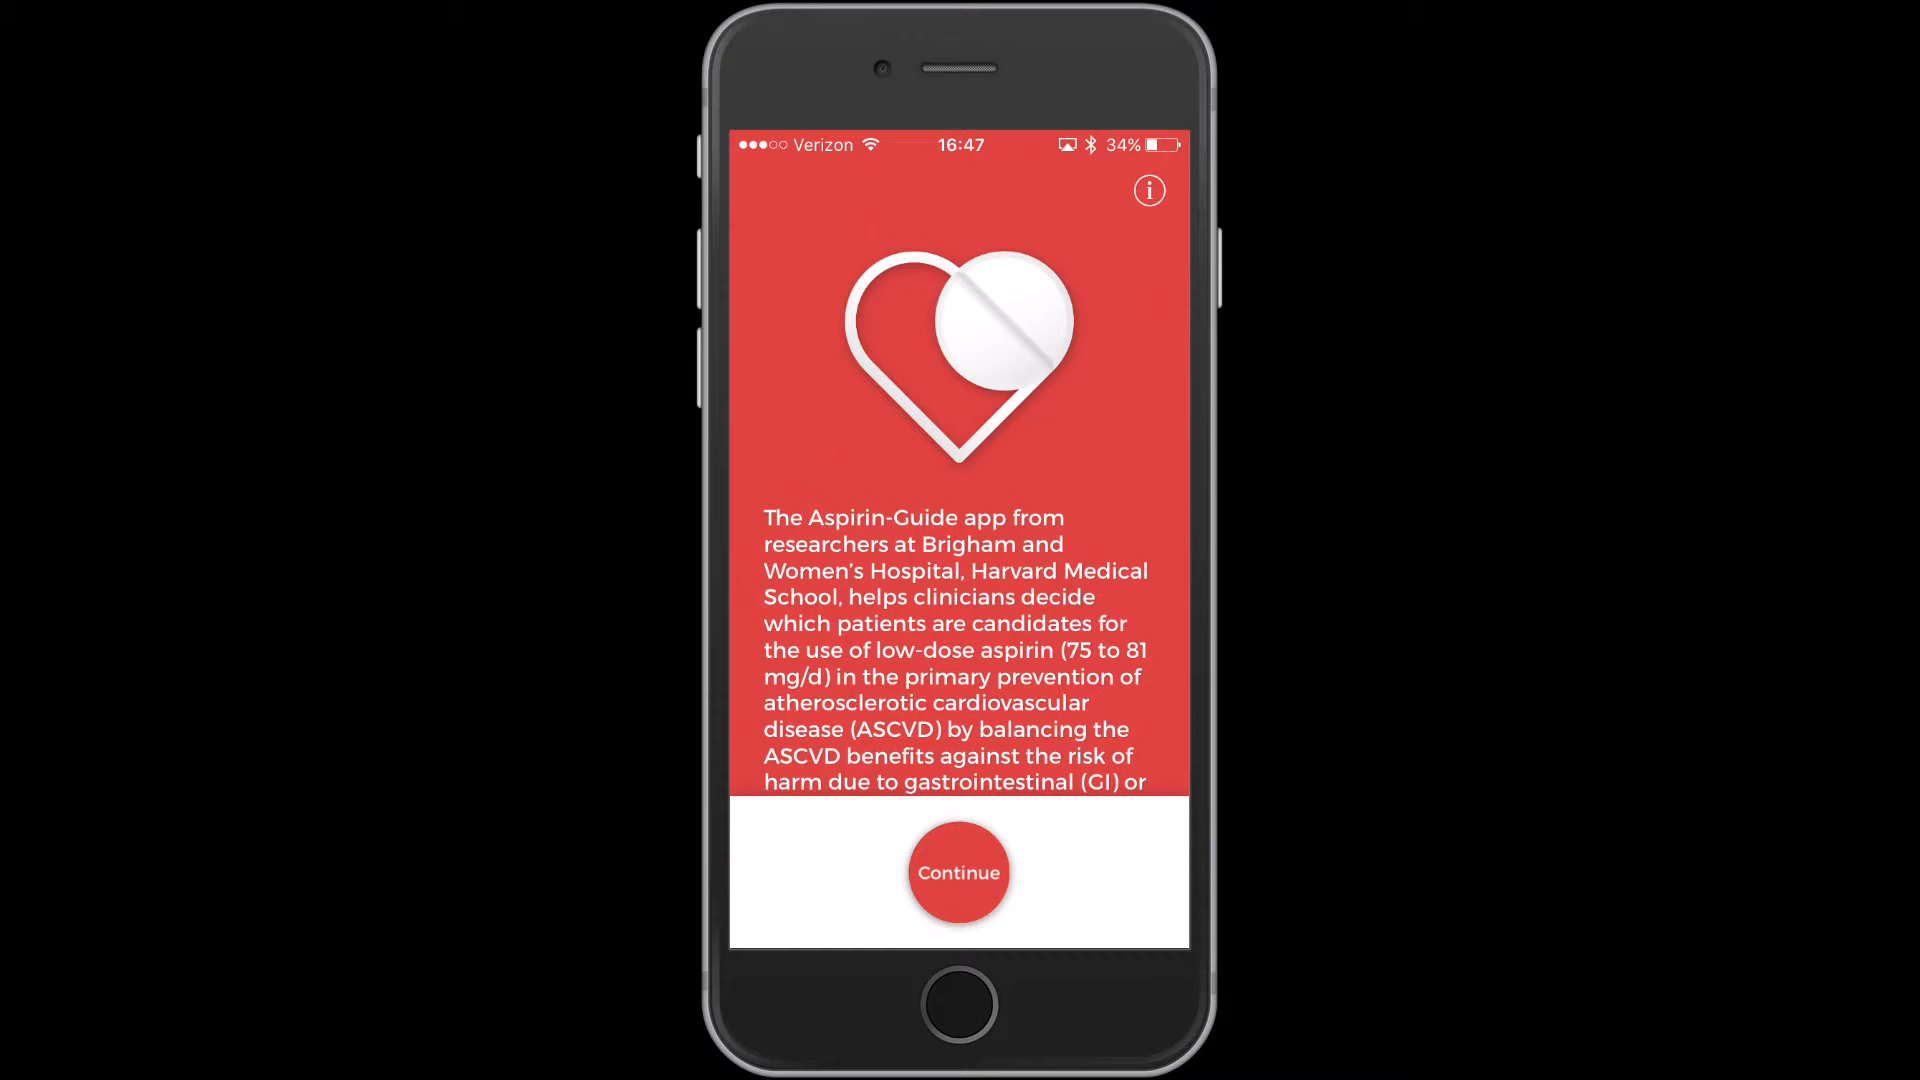 Verizon 16:47 34%
i
The Aspirin-Guide app from
researchers at Brigham and
Women’s Hospital, Harvard Medical
School, helps clinicians decide
which patients are candidates for
the use of low-dose aspirin (75 to 81
mg/d) in the primary prevention of
atherosclerotic cardiovascular
disease (ASCVD) by balancing the
ASCVD benefits against the risk of
harm due to gastrointestinal (GI) or
Continue